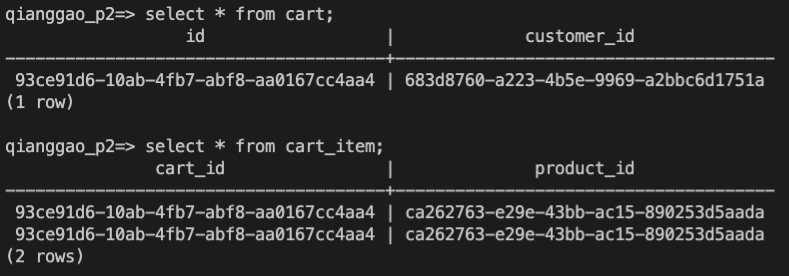 qianggao_p2=> select * from cart;
id | customer_id
--------------------------------------+--------------------------------------
93ce91d6-10ab-4fb7-abf8-aa0167cc4aa4 | 683d8760-a223-4b5e-9969-a2bbc6d1751a
(1 row)
qianggao_p2=> select * from cart_item;
cart_id | product_id
--------------------------------------+--------------------------------------
93ce91d6-10ab-4fb7-abf8-aa0167cc4aa4 | ca262763-e29e-43bb-ac15-890253d5aada
93ce91d6-10ab-4fb7-abf8-aa0167cc4aa4 | ca262763-e29e-43bb-ac15-890253d5aada
(2 rows)